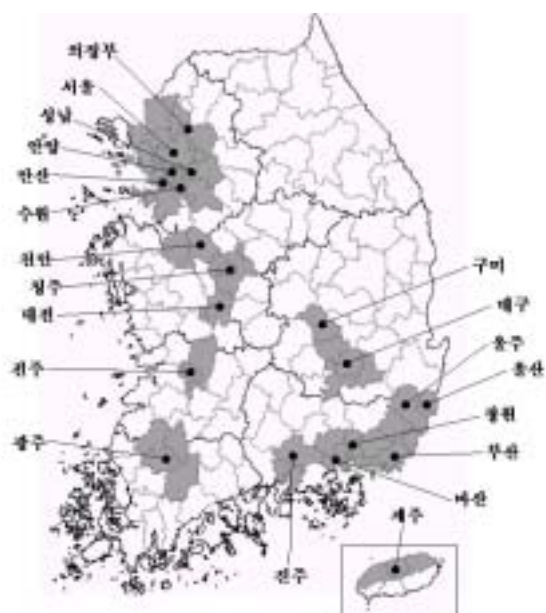 의정부
서울
성남
안양
안산
수원
천안
청주
대전
전주
광주
구미
대구
울주
울산
창원
부산
마산
진주
제주